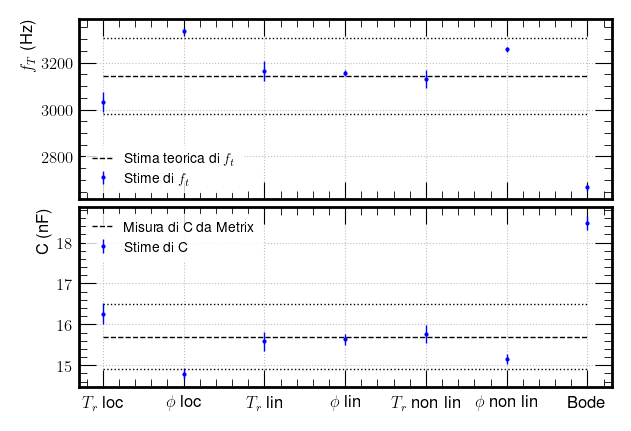 f_T (Hz)
3200
3000
2800
Stima teorica di f_t
Stime di f_t
C (nF)
18
17
16
15
Misura di C da Metrix
Stime di C
T_r loc
ϕ loc
T_r lin
ϕ lin
T_r non lin
ϕ non lin
Bode